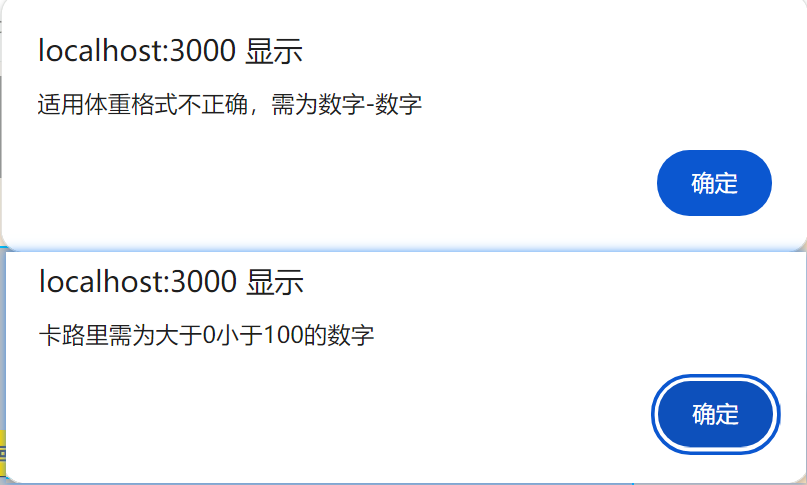 localhost:3000 显示
适用体重格式不正确，需为数字-数字
确定
localhost:3000 显示
卡路里需为大于0小于100的数字
确定